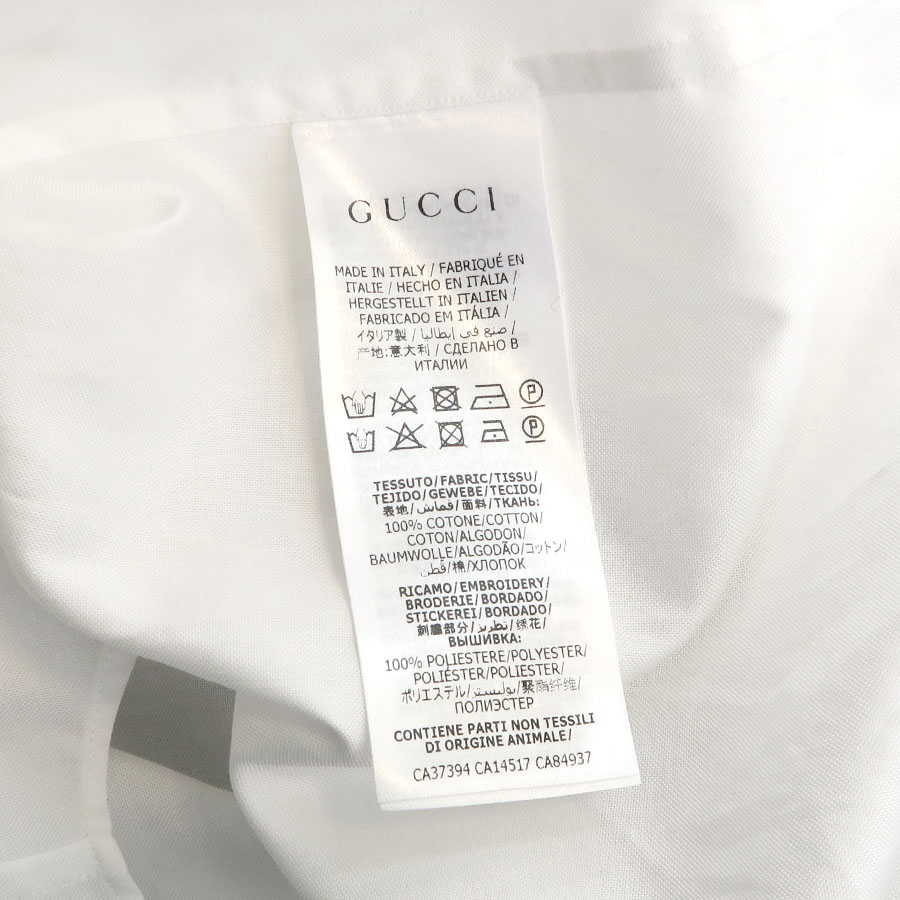 GUCCI
MADE IN ITALY / FABRIQUÉ EN
ITALIE / HECHO EN ITALIA /
HERGESTELLT IN ITALIEN /
FABRICADO EM ITÁLIA /
イタリア製 / صنع في إيطاليا /
产地:意大利 / СДЕЛАНО В
ИТАЛИИ
P
P
TESSUTO/FABRIC/TISSU/
TEJIDO/GEWEBE/TECIDO/
表地/قماش/面料/ТКАНЬ:
100% COTONE/COTTON/
COTON/ALGODON/
BAUMWOLLE/ALGODÃO/コットン/
قطن/棉/ХЛОПОК
RICAMO/EMBROIDERY/
BRODERIE/BORDADO/
STICKEREI/BORDADO/
刺繍部分/تطريز/绣花/
ВЫШИВКА:
100% POLIESTERE/POLYESTER/
POLIÉSTER/POLIESTER/
ポリエステル/بوليستر/聚酯纤维/
ПОЛИЭСТЕР
CONTIENE PARTI NON TESSILI
DI ORIGINE ANIMALE/
CA37394 CA14517 CA84937